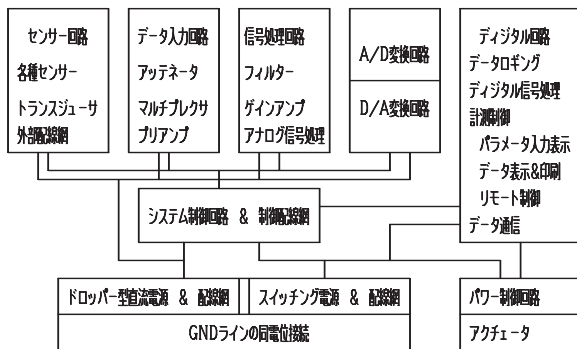 センサー回路
各種センサー
トランスジューサ
外部配線網
データ入力回路
アッテネータ
マルチプレクサ
プリアンプ
信号処理回路
フィルター
ゲインアンプ
アナログ信号処理
A/D変換回路
D/A変換回路
ディジタル回路
データロギング
ディジタル信号処理
計測制御
パラメータ入力表示
データ表示&印刷
リモート制御
データ通信
システム制御回路 & 制御配線網
ドロッパー型直流電源 & 配線網
スイッチング電源 & 配線網
GNDラインの同電位接続
パワー制御回路
アクチェータ